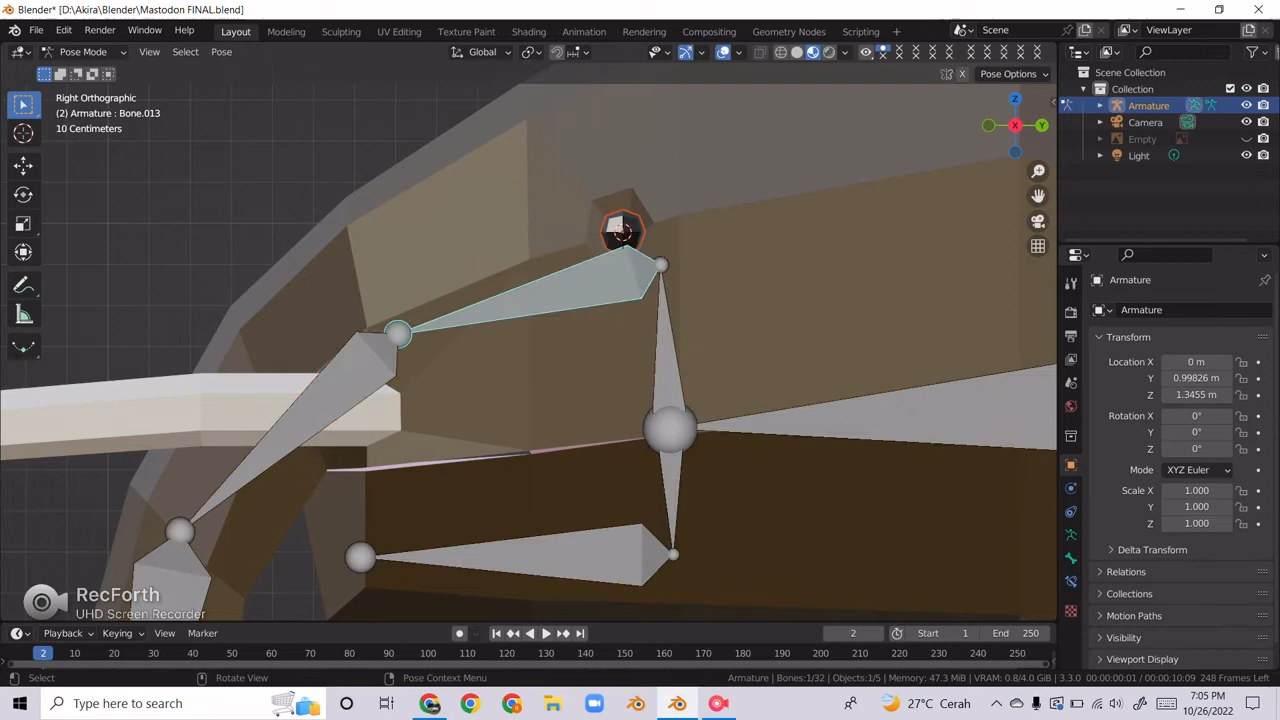 Blender* [D:\Akira\Blender\Mastodon FINAL.blend]
File Edit Render Window Help Layout Modeling Sculpting UV Editing Texture Paint Shading Animation Rendering Compositing Geometry Nodes Scripting Scene ViewLayer
Pose Mode View Select Pose Global
X Pose Options
Right Orthographic
(2) Armature : Bone.013
10 Centimeters
Z
X
Y
Scene Collection
Collection
Armature
Camera
Empty
Light
Armature
Armature
Transform
Location X 0 m
Y 0.99826 m
Z 1.3455 m
Rotation X 0°
Y 0°
Z 0°
Mode XYZ Euler
Scale X 1.000
Y 1.000
Z 1.000
Delta Transform
Relations
Collections
Motion Paths
Visibility
Viewport Display
RecForth
UHD Screen Recorder
Playback Keying View Marker 2 Start 1 End 250
2 10 20 30 40 50 60 70 80 90 100 110 120 130 140 150 160 170 180 190 200 210 220 230 240 250
Select Rotate View Pose Context Menu Armature | Bones:1/32 | Objects:1/5 | Memory: 47.3 MiB | VRAM: 0.8/4.0 GiB | 3.3.0 00:00:00:01 / 00:00:10:09 248 Frames Left
Type here to search
27°C Cerah
7:05 PM
10/26/2022